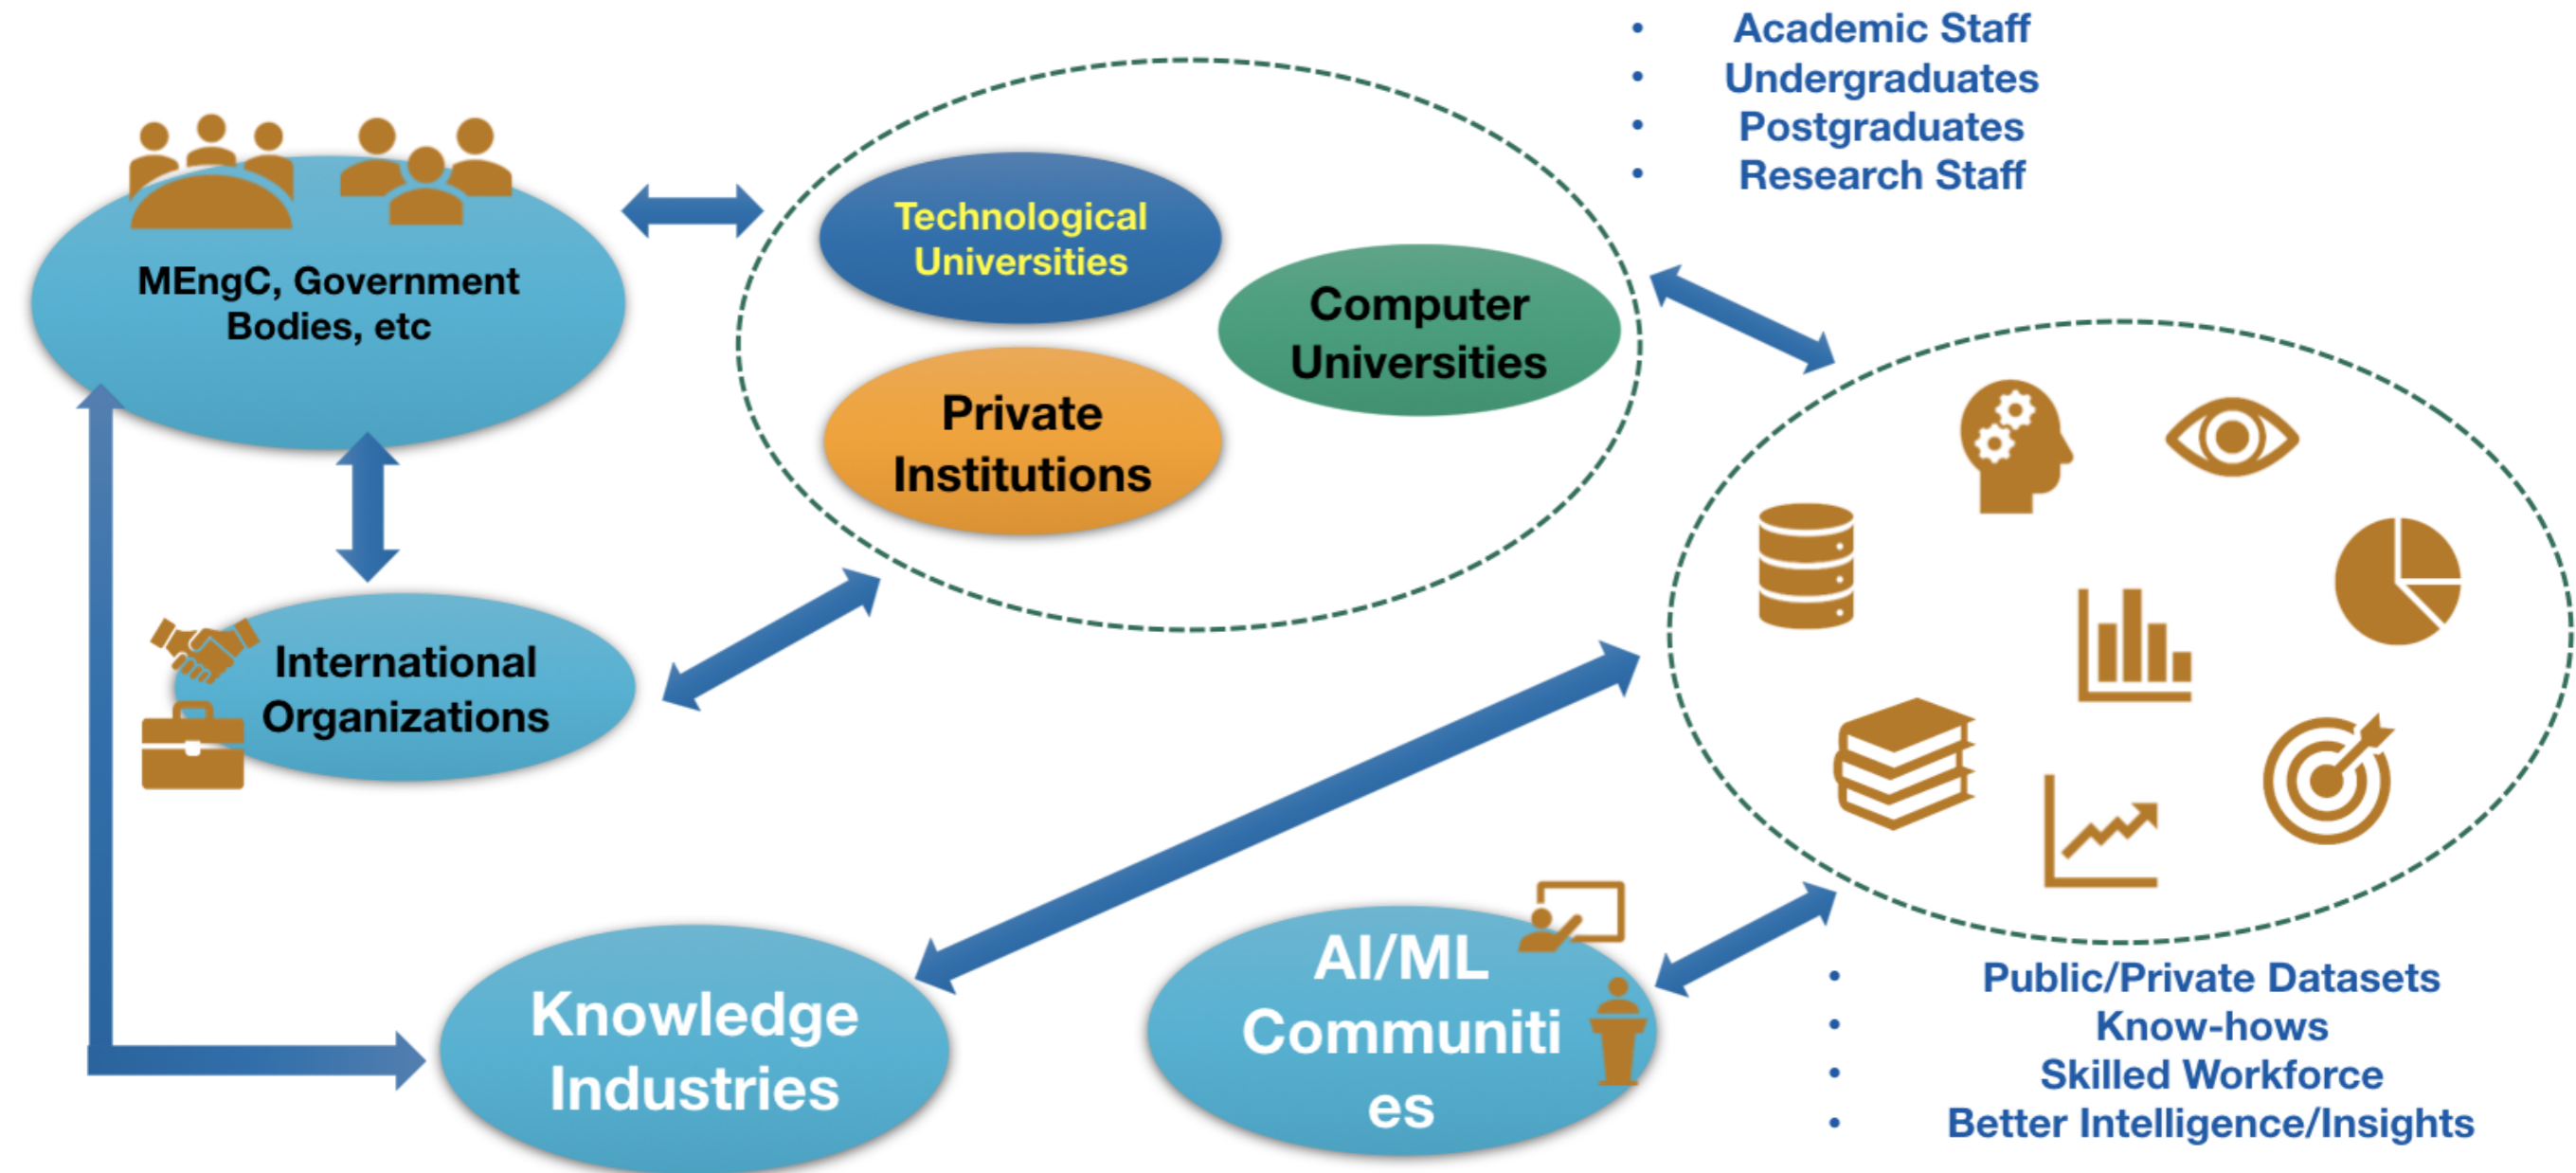 • Academic Staff
• Undergraduates
• Postgraduates
• Research Staff
MEngC, Government
Bodies, etc
Technological
Universities
Computer
Universities
Private
Institutions
International
Organizations
Knowledge
Industries
AI/ML
Communiti
es
• Public/Private Datasets
• Know-hows
• Skilled Workforce
• Better Intelligence/Insights